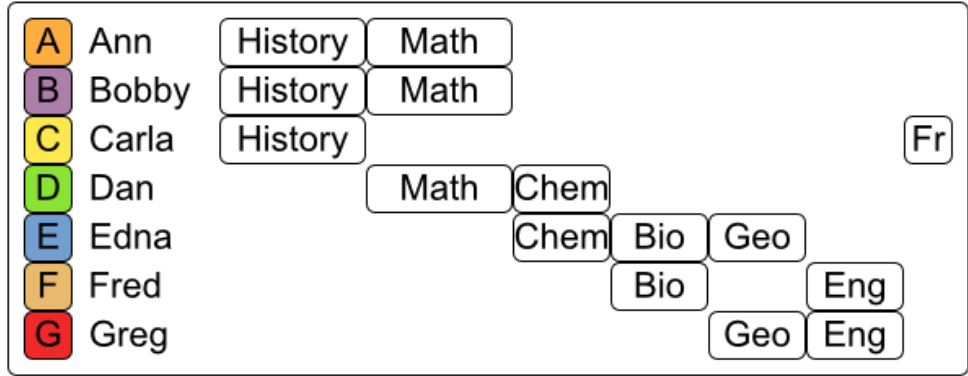 A Ann History Math
B Bobby History Math
C Carla History Fr
D Dan Math Chem
E Edna Chem Bio Geo
F Fred Bio Eng
G Greg Geo Eng